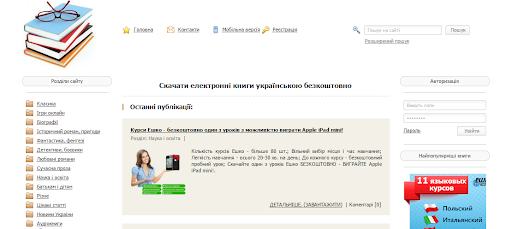 Головна
Контакти
Мобільна версія
Реєстрація
Пошук на сайті
Пошук
Розширений пошук
Розділи сайту
Класика
Ігри онлайн
Біографії
Історичний роман, пригоди
Фантастика, фентезі
Детективи, бойовики
Любовні романи
Сучасна проза
Наука і освіта
Батькам і дітям
Різне
Цікаві статті
Новини України
Аудіокниги
Скачати електронні книги українською безкоштовно
Останні публікації:
Курси Ешко - безкоштовно один з уроків з можливістю виграти Apple iPad mini!
Розділ: Наука і освіта
Кількість курсів Ешко - більше 80 шт.; Вільний вибір місця і час навчання;
Легкість навчання - всього 20-30 хв. на день; До кожного курсу - безкоштовний
пробний урок; Скачайте один з уроків Ешко БЕЗКОШТОВНО - ВИГРАЙТЕ Apple
iPad mini!.
ДЕТАЛЬНІШЕ, (ЗАВАНТАЖИТИ) | Коментарі [0]
Авторизація
Пароль
Увійти
Найпопулярніші книги
11 языковых
курсов
Польский
Итальянский